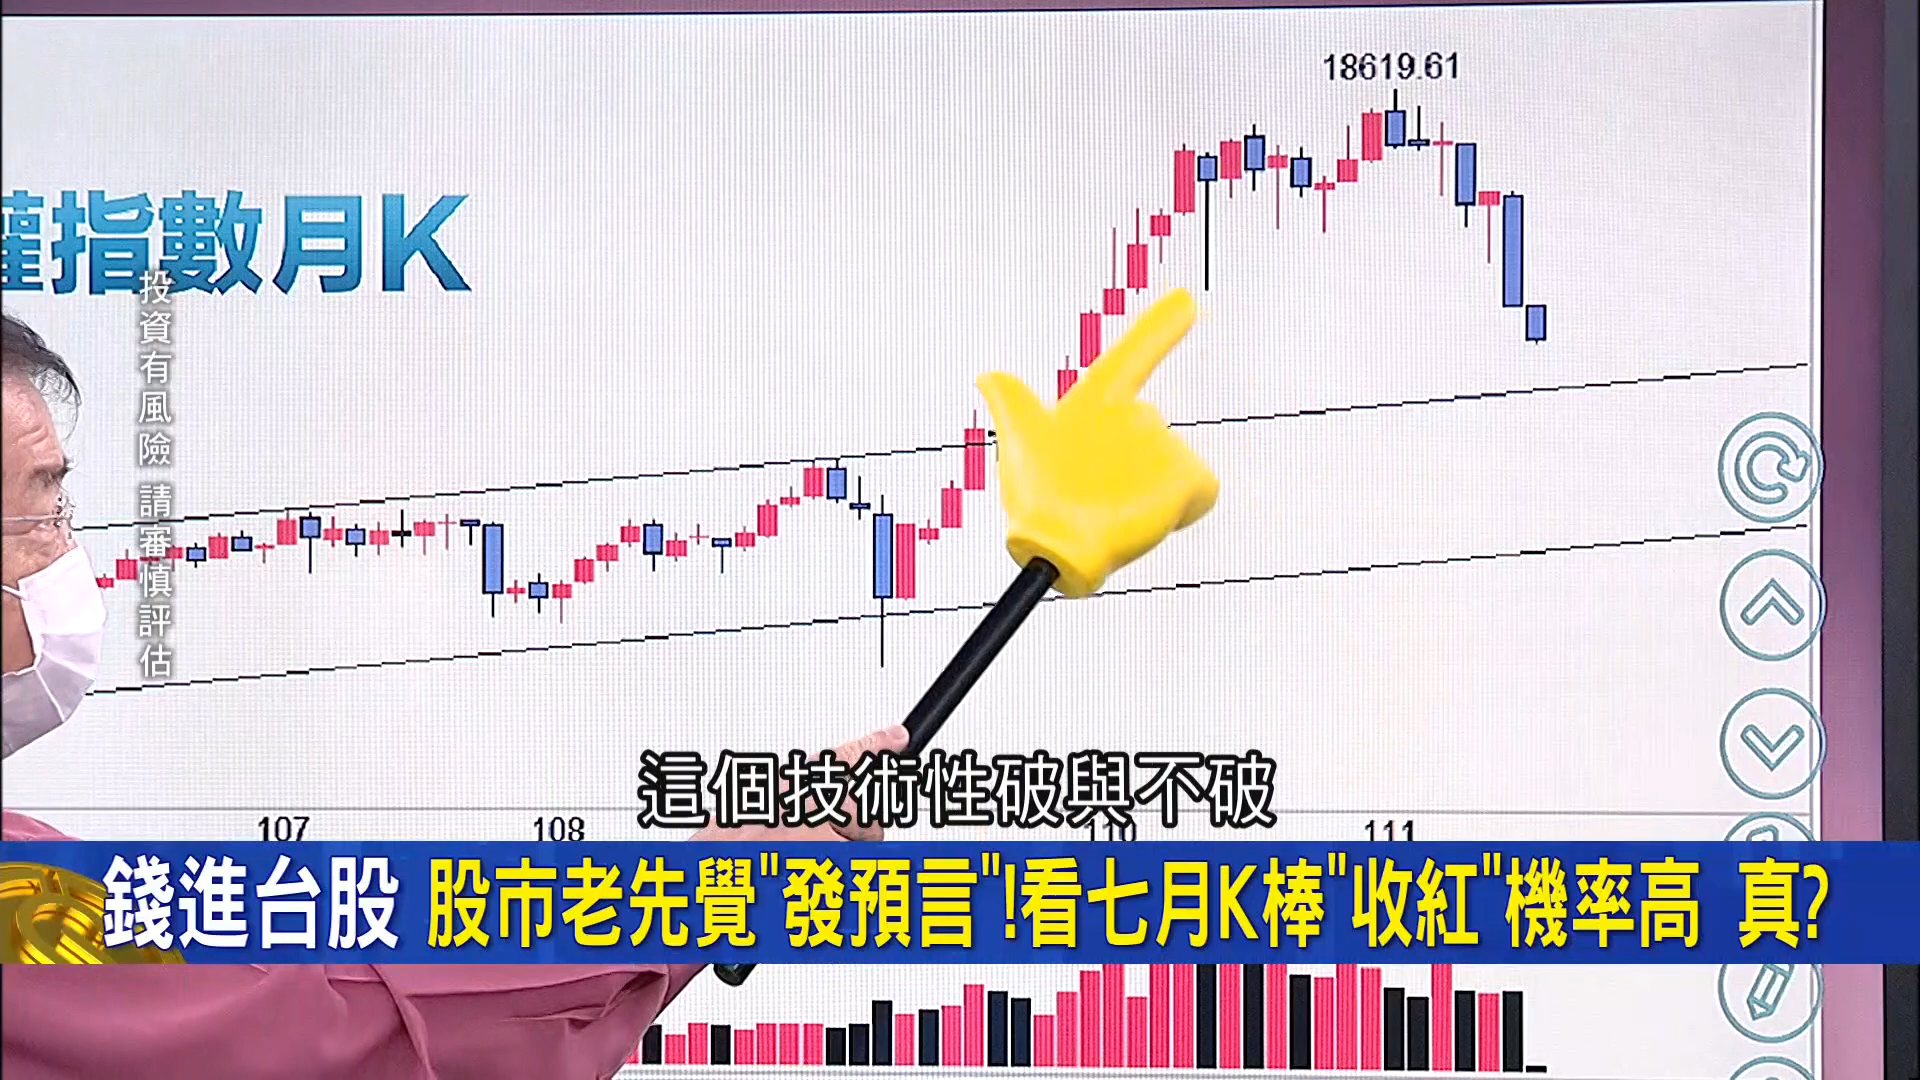 18619.61
權指數月K
投資有風險 請審慎評估
這個技術性破與不破
107 108 110 111
錢進台股 股市老先覺"發預言"!看七月K棒"收紅"機率高 真?